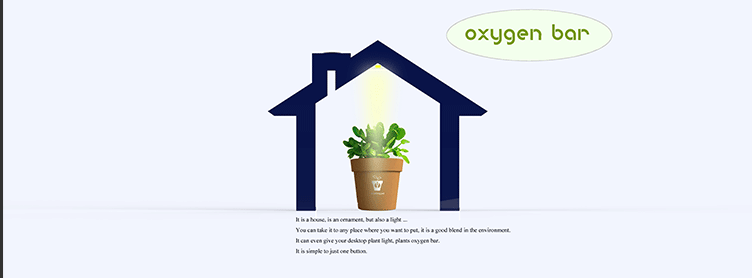 oxygen bar
It is a house, is an ornament, but also a light ...
You can take it to any place where you want to put, it is a good blend in the environment.
It can even give your desktop plant light, plants oxygen bar.
It is simple to just one button.